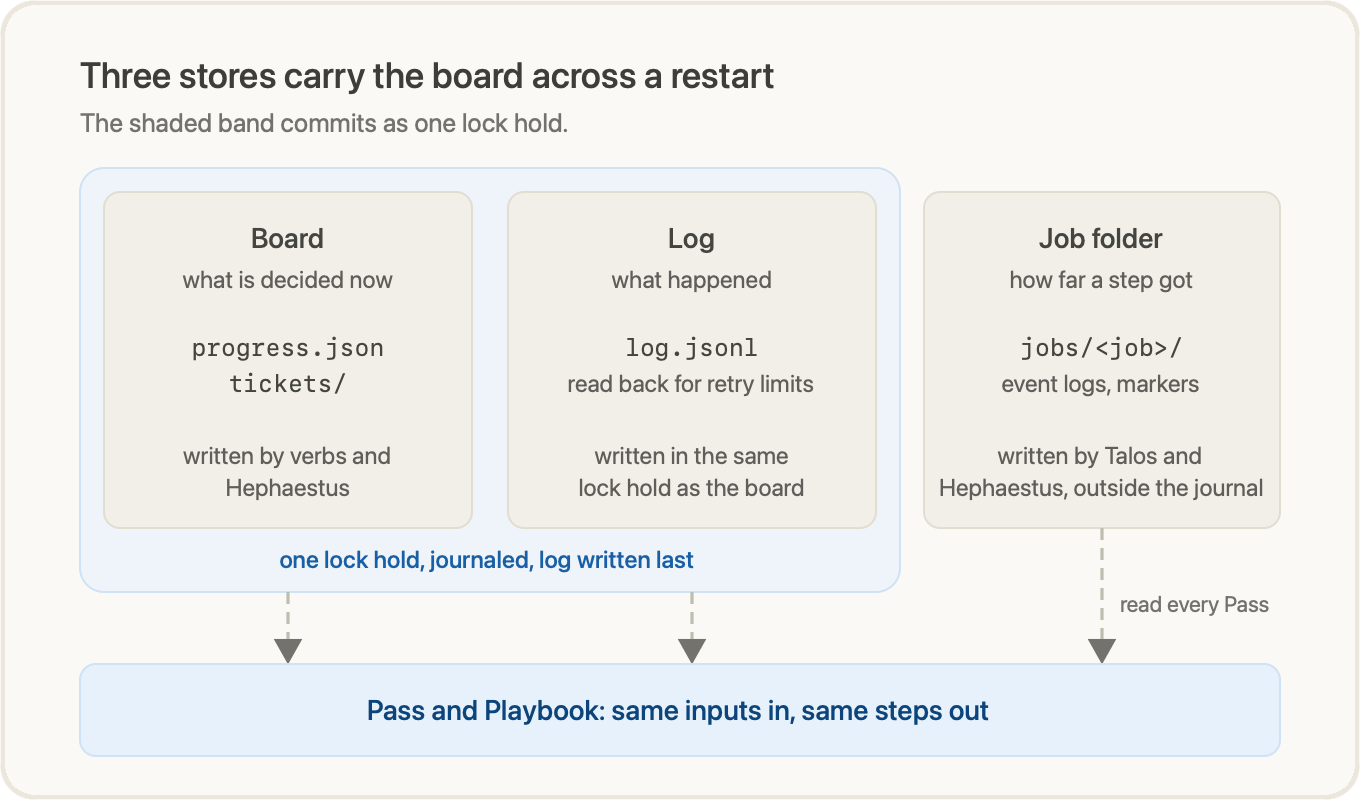 Three stores carry the board across a restart
The shaded band commits as one lock hold.
Board
what is decided now
progress.json
tickets/
written by verbs and
Hephaestus
Log
what happened
log.jsonl
read back for retry limits
written in the same
lock hold as the board
Job folder
how far a step got
jobs/<job>/
event logs, markers
written by Talos and
Hephaestus, outside the journal
one lock hold, journaled, log written last
read every Pass
Pass and Playbook: same inputs in, same steps out